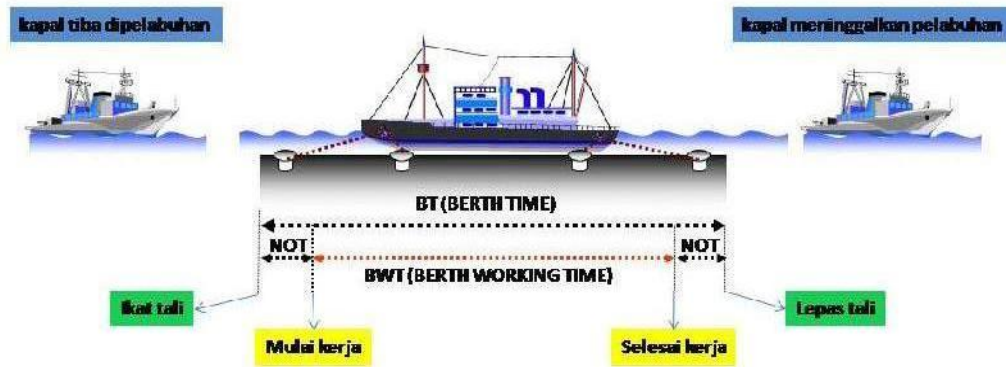 kapal tiba dipelabuhan
kapal meninggalkan pelabuhan
BT (BERTH TIME)
NOT
NOT
BWT (BERTH WORKING TIME)
Ikat tali
Lepas tali
Mulai kerja
Selesai kerja